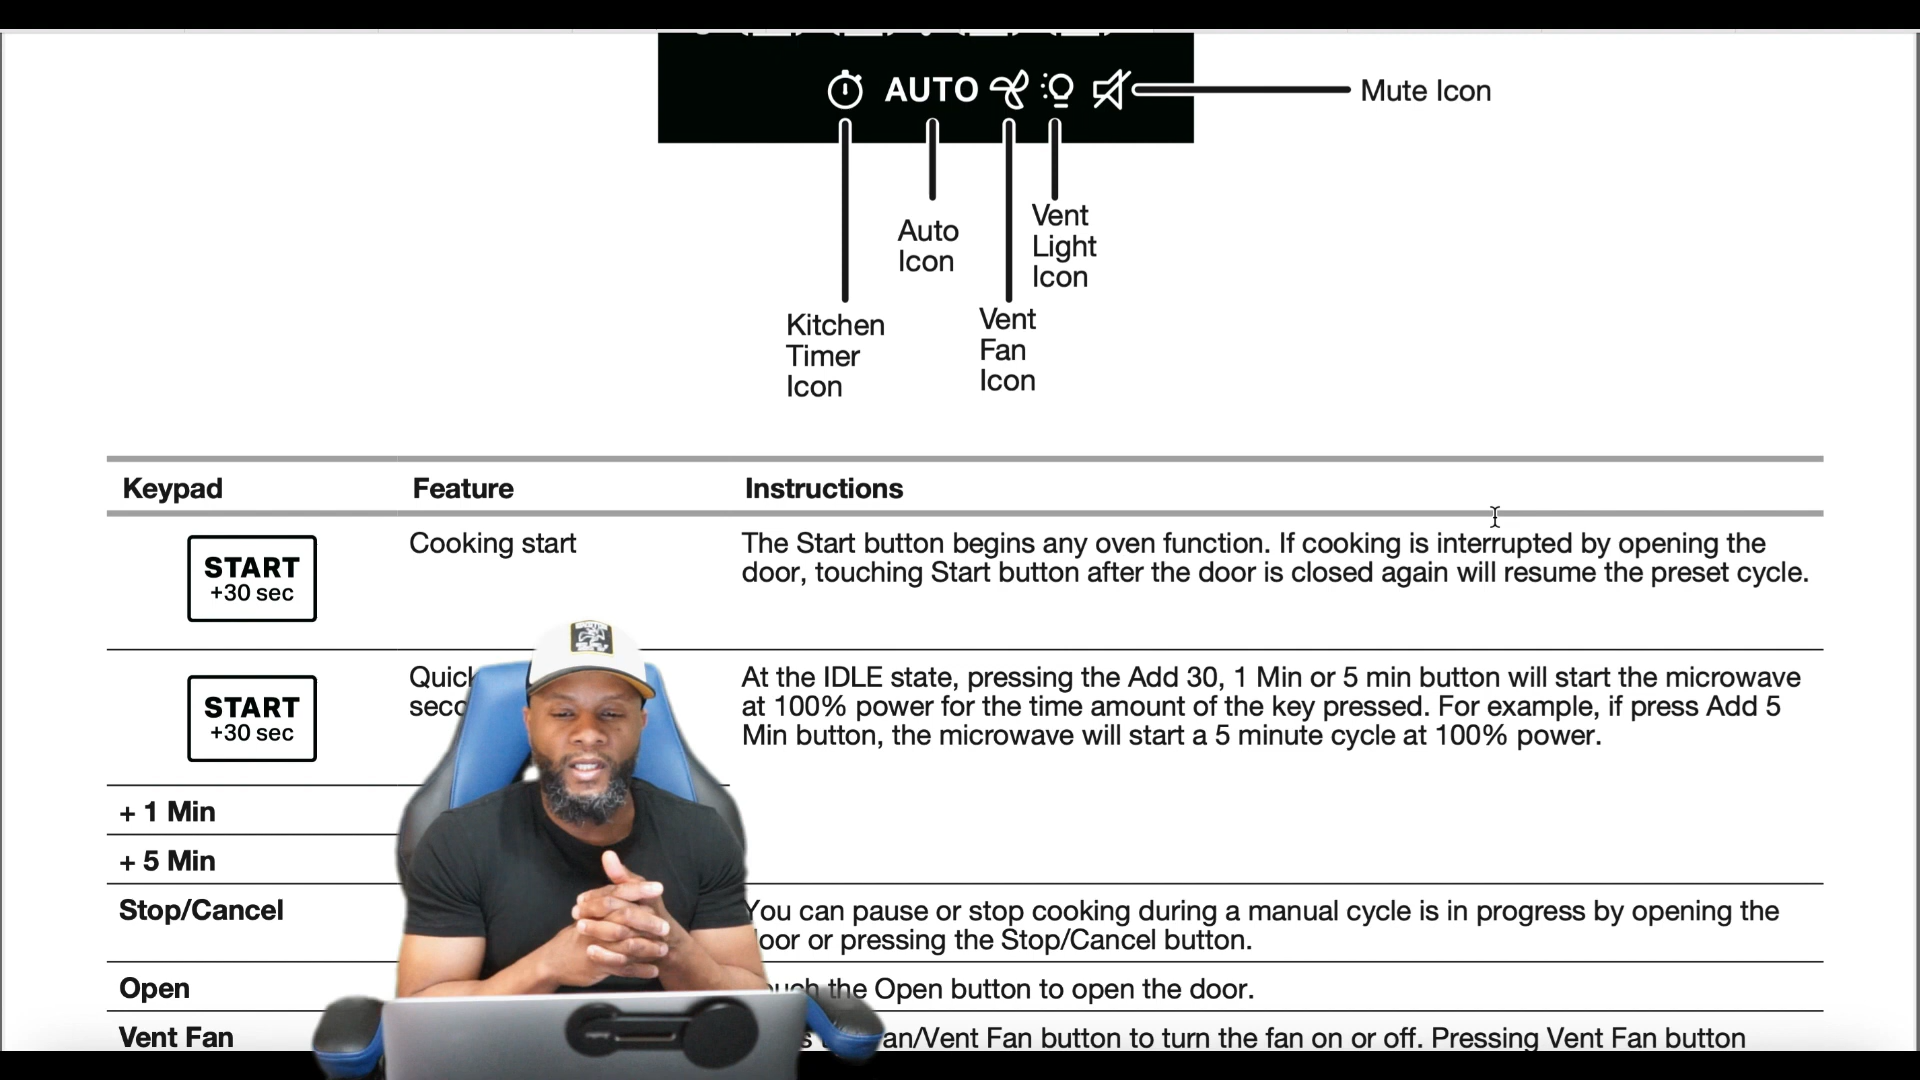 AUTO
Mute Icon
Auto
Icon
Vent
Light
Icon
Kitchen
Timer
Icon
Vent
Fan
Icon
Keypad Feature Instructions
START
+30 sec
Cooking start
The Start button begins any oven function. If cooking is interrupted by opening the
door, touching Start button after the door is closed again will resume the preset cycle.
START
+30 sec
At the IDLE state, pressing the Add 30, 1 Min or 5 min button will start the microwave
at 100% power for the time amount of the key pressed. For example, if press Add 5
Min button, the microwave will start a 5 minute cycle at 100% power.
+ 1 Min
+ 5 Min
Stop/Cancel
You can pause or stop cooking during a manual cycle is in progress by opening the
door or pressing the Stop/Cancel button.
Open
the Open button to open the door.
Vent Fan
an/Vent Fan button to turn the fan on or off. Pressing Vent Fan button